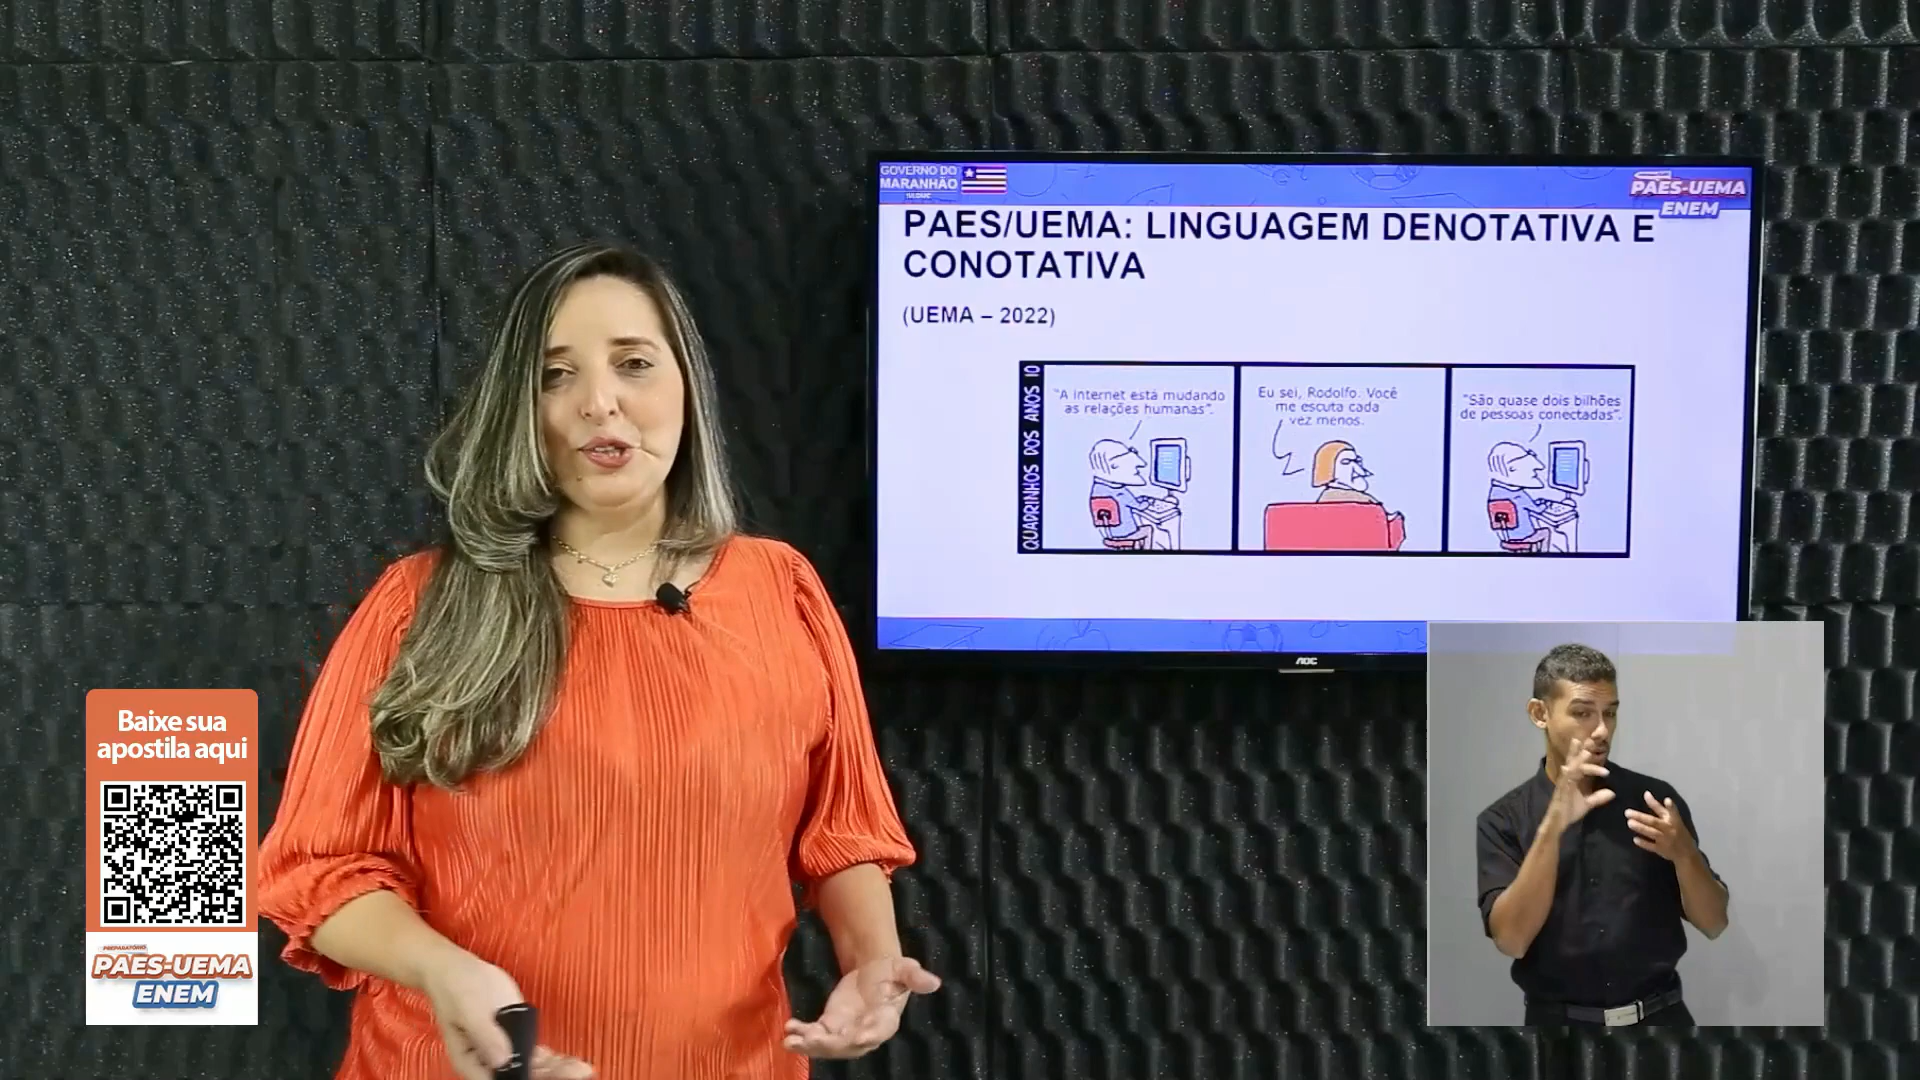 GOVERNO DO
MARANHÃO
PAES-UEMA
ENEM
PAES/UEMA: LINGUAGEM DENOTATIVA E
CONOTATIVA
(UEMA – 2022)
QUADRINHOS DOS ANOS 10
"A internet está mudando
as relações humanas".
Eu sei, Rodolfo. Você
me escuta cada
vez menos.
"São quase dois bilhões
de pessoas conectadas".
AOC
Baixe sua
apostila aqui
PREPARATÓRIO
PAES-UEMA
ENEM